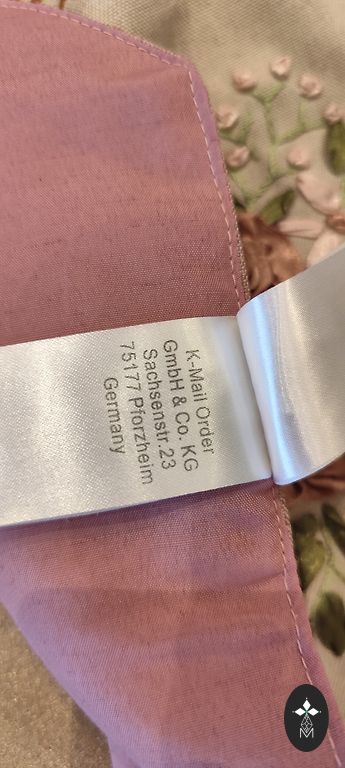 K-Mail Order
GmbH & Co. KG
Sachsenstr.23
75177 Pforzheim
Germany